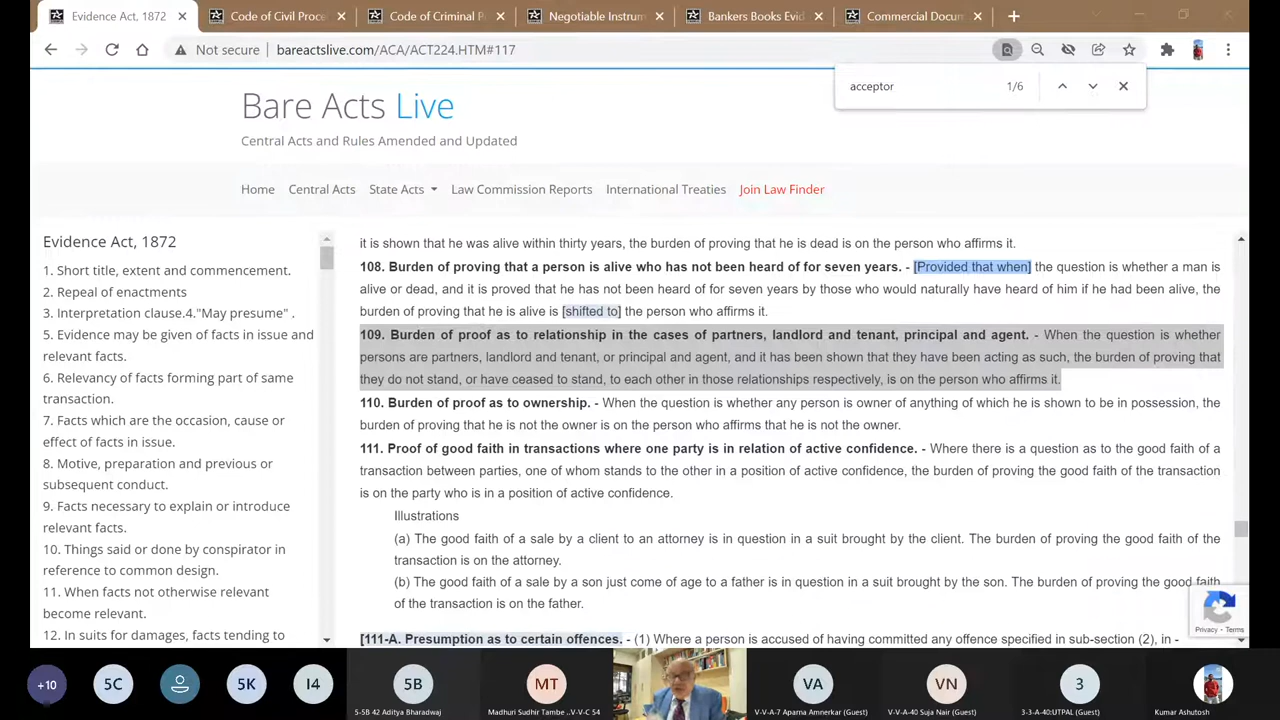 Evidence Act, 1872
Code of Civil Proce
Code of Criminal P
Negotiable Instrum
Bankers Books Evid
Commercial Docum
Not secure
bareactslive.com/ACA/ACT224.HTM#117
acceptor
1/6
Bare Acts Live
Central Acts and Rules Amended and Updated
Home
Central Acts
State Acts
Law Commission Reports
International Treaties
Join Law Finder
Evidence Act, 1872
1. Short title, extent and commencement.
2. Repeal of enactments
3. Interpretation clause.4."May presume" .
5. Evidence may be given of facts in issue and
relevant facts.
6. Relevancy of facts forming part of same
transaction.
7. Facts which are the occasion, cause or
effect of facts in issue.
8. Motive, preparation and previous or
subsequent conduct.
9. Facts necessary to explain or introduce
relevant facts.
10. Things said or done by conspirator in
reference to common design.
11. When facts not otherwise relevant
become relevant.
12. In suits for damages, facts tending to
it is shown that he was alive within thirty years, the burden of proving that he is dead is on the person who affirms it.
108. Burden of proving that a person is alive who has not been heard of for seven years. - [Provided that when] the question is whether a man is
alive or dead, and it is proved that he has not been heard of for seven years by those who would naturally have heard of him if he had been alive, the
burden of proving that he is alive is [shifted to] the person who affirms it.
109. Burden of proof as to relationship in the cases of partners, landlord and tenant, principal and agent. - When the question is whether
persons are partners, landlord and tenant, or principal and agent, and it has been shown that they have been acting as such, the burden of proving that
they do not stand, or have ceased to stand, to each other in those relationships respectively, is on the person who affirms it.
110. Burden of proof as to ownership. - When the question is whether any person is owner of anything of which he is shown to be in possession, the
burden of proving that he is not the owner is on the person who affirms that he is not the owner.
111. Proof of good faith in transactions where one party is in relation of active confidence. - Where there is a question as to the good faith of a
transaction between parties, one of whom stands to the other in a position of active confidence, the burden of proving the good faith of the transaction
is on the party who is in a position of active confidence.
Illustrations
(a) The good faith of a sale by a client to an attorney is in question in a suit brought by the client. The burden of proving the good faith of the
transaction is on the attorney.
(b) The good faith of a sale by a son just come of age to a father is in question in a suit brought by the son. The burden of proving the good faith
of the transaction is on the father.
[111-A. Presumption as to certain offences. - (1) Where a person is accused of having committed any offence specified in sub-section (2), in -
Privacy - Terms
+10
5C
5K
I4
5B
MT
VA
VN
3
5-SB 42 Aditya Bharadwaj
Madhuri Sudhir Tambe ..V-V-C 54
V-V-A-7 Aparna Amnerkar (Guest)
V-V-A-40 Suja Nair (Guest)
3-3-A-40:UTPAL (Guest)
Kumar Ashutosh